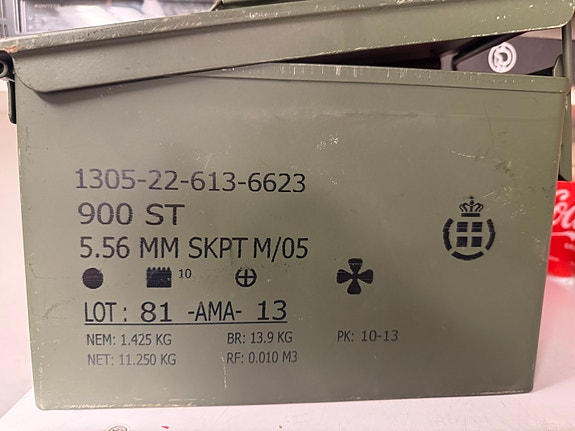 1305-22-613-6623
900 ST
5.56 MM SKPT M/05
10
LOT: 81 -AMA- 13
NEM: 1.425 KG BR: 13.9 KG PK: 10-13
NET: 11.250 KG RF: 0.010 M3